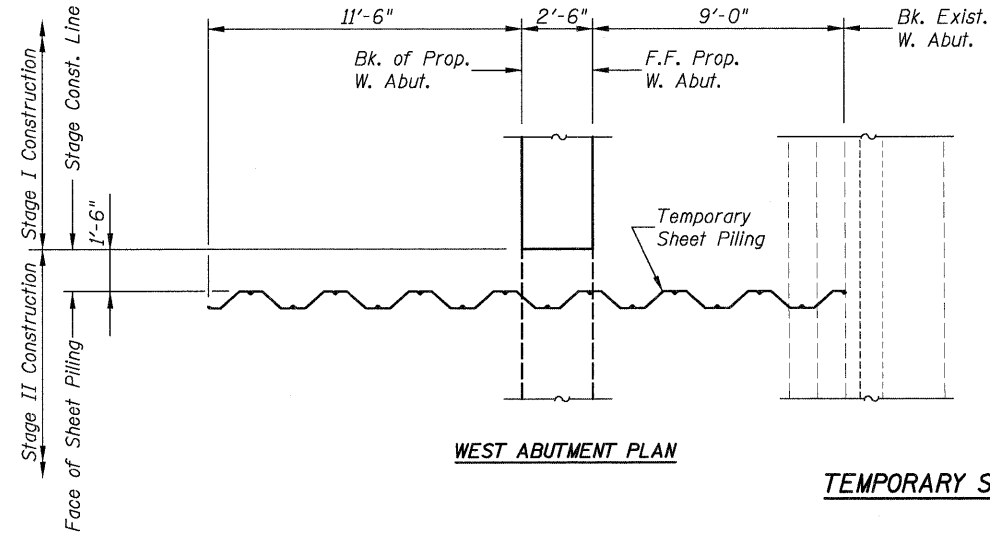 11'-6"
2'-6"
9'-0"
Bk. Exist.
W. Abut.
Bk. of Prop.
W. Abut.
F.F. Prop.
W. Abut.
Stage I Construction
Stage Const. Line
1'-6"
Temporary
Sheet Piling
Stage II Construction
Face of Sheet Piling
WEST ABUTMENT PLAN
TEMPORARY S